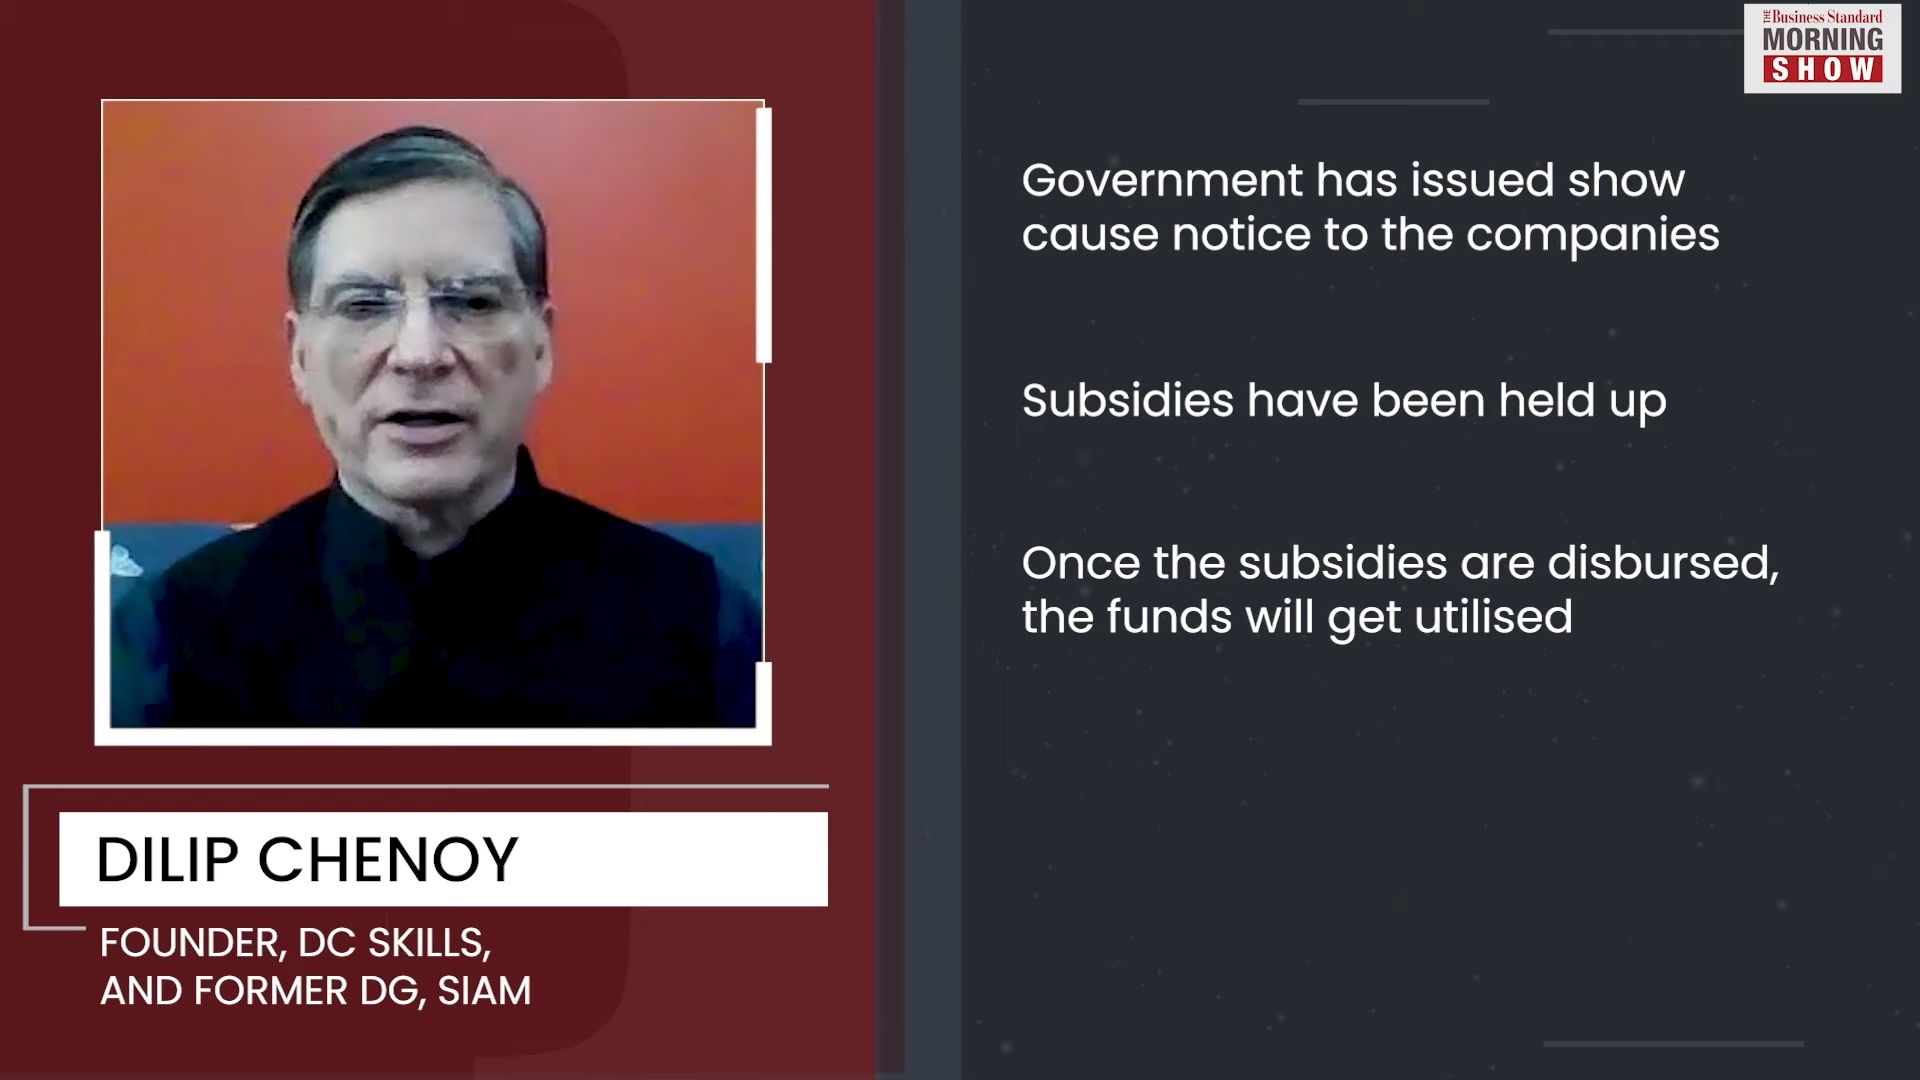 THE Business Standard
MORNING
SHOW
Government has issued show
cause notice to the companies
Subsidies have been held up
Once the subsidies are disbursed,
the funds will get utilised
DILIP CHENOY
FOUNDER, DC SKILLS,
AND FORMER DG, SIAM